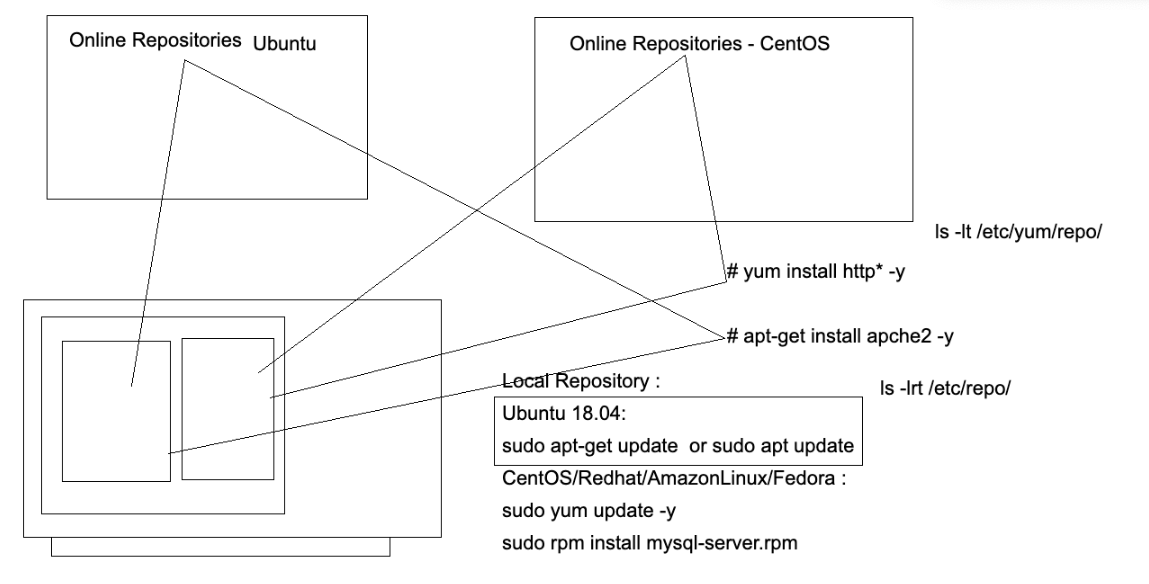 Online Repositories Ubuntu
Online Repositories - CentOS
ls -lt /etc/yum/repo/
# yum install http* -y
# apt-get install apche2 -y
Local Repository :
ls -lrt /etc/repo/
Ubuntu 18.04:
sudo apt-get update or sudo apt update
CentOS/Redhat/AmazonLinux/Fedora :
sudo yum update -y
sudo rpm install mysql-server.rpm